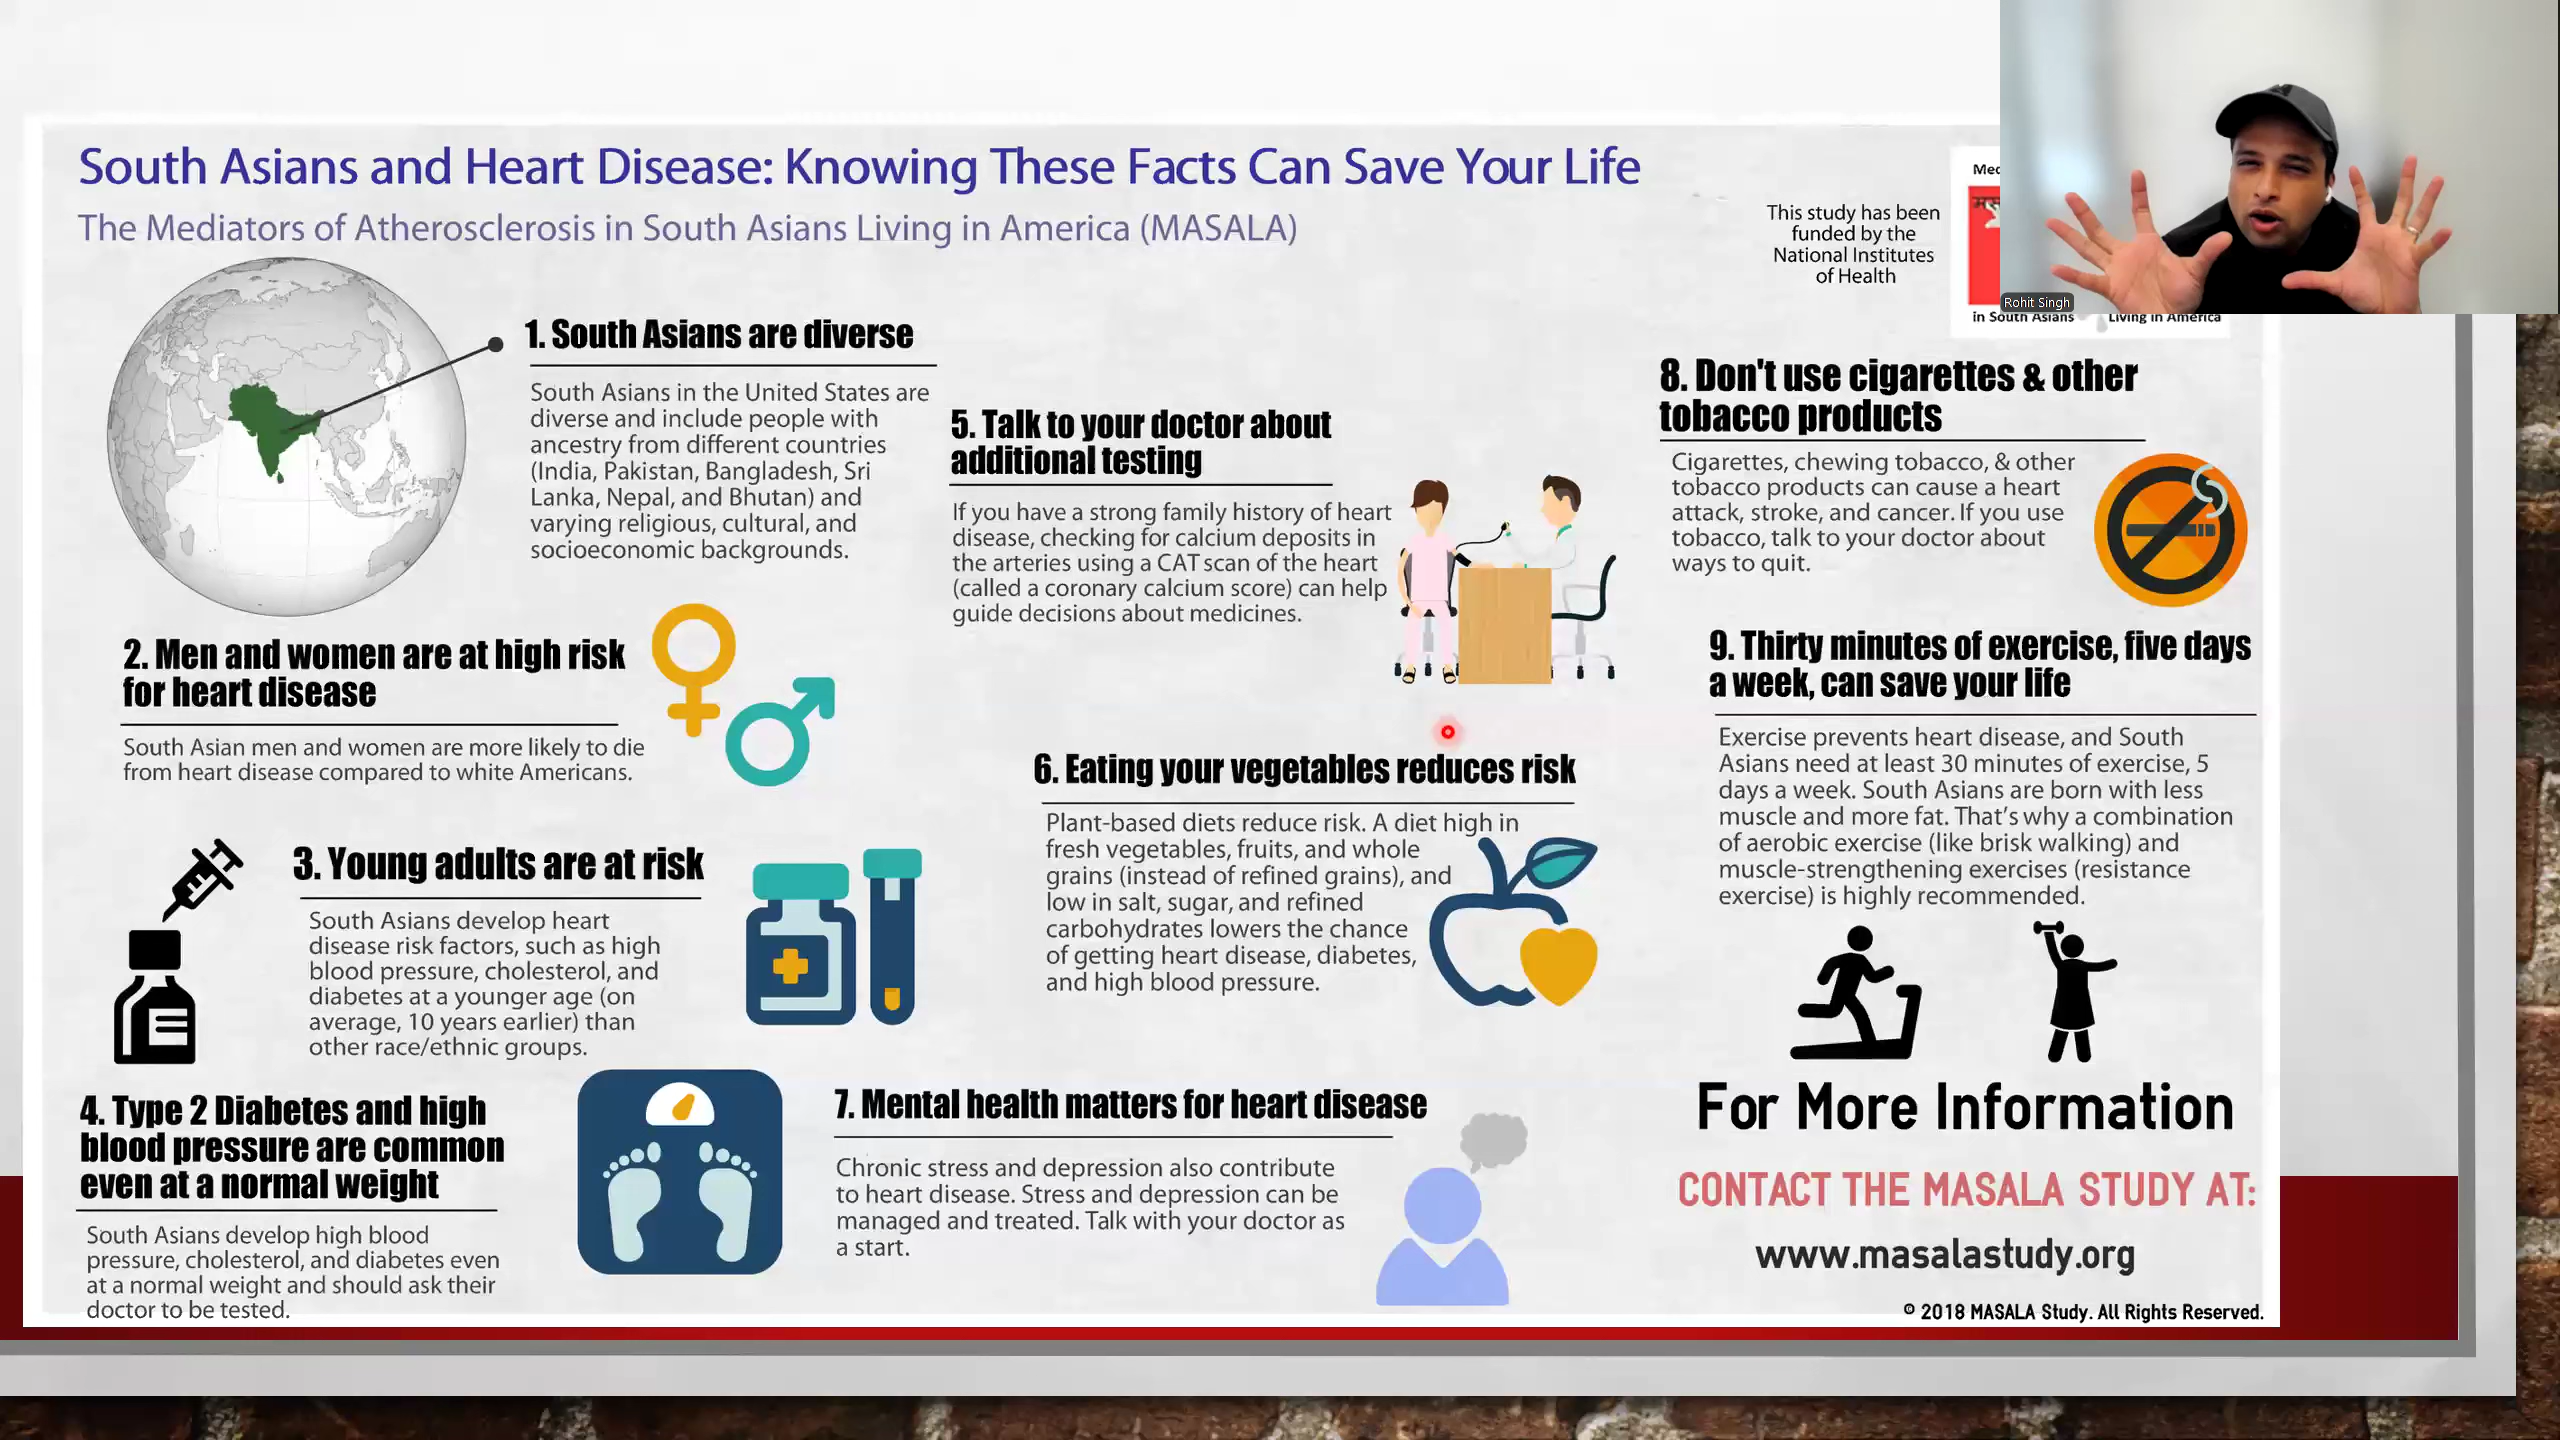 South Asians and Heart Disease: Knowing These Facts Can Save Your Life
The Mediators of Atherosclerosis in South Asians Living in America (MASALA)
This study has been
funded by the
National Institutes
of Health
in South Asians
Living in America
Rohit Singh
1. South Asians are diverse
South Asians in the United States are
diverse and include people with
ancestry from different countries
(India, Pakistan, Bangladesh, Sri
Lanka, Nepal, and Bhutan) and
varying religious, cultural, and
socioeconomic backgrounds.
2. Men and women are at high risk
for heart disease
South Asian men and women are more likely to die
from heart disease compared to white Americans.
3. Young adults are at risk
South Asians develop heart
disease risk factors, such as high
blood pressure, cholesterol, and
diabetes at a younger age (on
average, 10 years earlier) than
other race/ethnic groups.
4. Type 2 Diabetes and high
blood pressure are common
even at a normal weight
South Asians develop high blood
pressure, cholesterol, and diabetes even
at a normal weight and should ask their
doctor to be tested.
5. Talk to your doctor about
additional testing
If you have a strong family history of heart
disease, checking for calcium deposits in
the arteries using a CAT scan of the heart
(called a coronary calcium score) can help
guide decisions about medicines.
6. Eating your vegetables reduces risk
Plant-based diets reduce risk. A diet high in
fresh vegetables, fruits, and whole
grains (instead of refined grains), and
low in salt, sugar, and refined
carbohydrates lowers the chance
of getting heart disease, diabetes,
and high blood pressure.
7. Mental health matters for heart disease
Chronic stress and depression also contribute
to heart disease. Stress and depression can be
managed and treated. Talk with your doctor as
a start.
8. Don't use cigarettes & other
tobacco products
Cigarettes, chewing tobacco, & other
tobacco products can cause a heart
attack, stroke, and cancer. If you use
tobacco, talk to your doctor about
ways to quit.
9. Thirty minutes of exercise, five days
a week, can save your life
Exercise prevents heart disease, and South
Asians need at least 30 minutes of exercise, 5
days a week. South Asians are born with less
muscle and more fat. That's why a combination
of aerobic exercise (like brisk walking) and
muscle-strengthening exercises (resistance
exercise) is highly recommended.
For More Information
CONTACT THE MASALA STUDY AT:
www.masalastudy.org
© 2018 MASALA Study. All Rights Reserved.